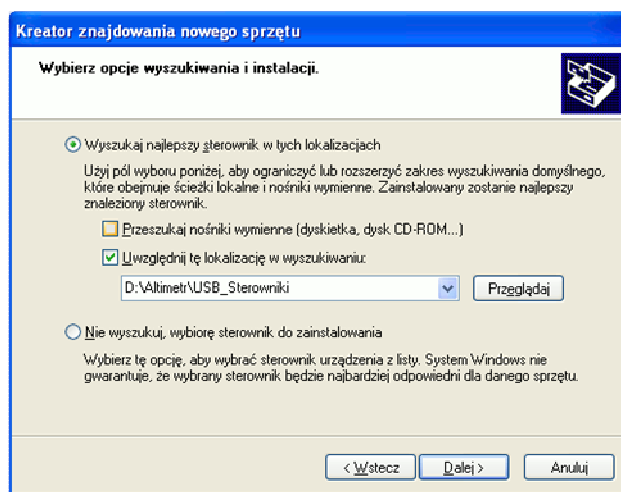 Kreator znajdowania nowego sprzętu
Wybierz opcje wyszukiwania i instalacji.
Wyszukaj najlepszy sterownik w tych lokalizacjach
Użyj pól wyboru poniżej, aby ograniczyć lub rozszerzyć zakres wyszukiwania domyślnego,
które obejmuje ścieżki lokalne i nośniki wymienne. Zainstalowany zostanie najlepszy
znaleziony sterownik.
Przeszukaj nośniki wymienne (dyskietka, dysk CD-ROM...)
Uwzględnij tę lokalizację w wyszukiwaniu:
D:\Altimetr\USB_Sterowniki
Przeglądaj
Nie wyszukuj, wybiorę sterownik do zainstalowania
Wybierz tę opcję, aby wybrać sterownik urządzenia z listy. System Windows nie
gwarantuje, że wybrany sterownik będzie najbardziej odpowiedni dla danego sprzętu.
< Wstecz
Dalej >
Anuluj